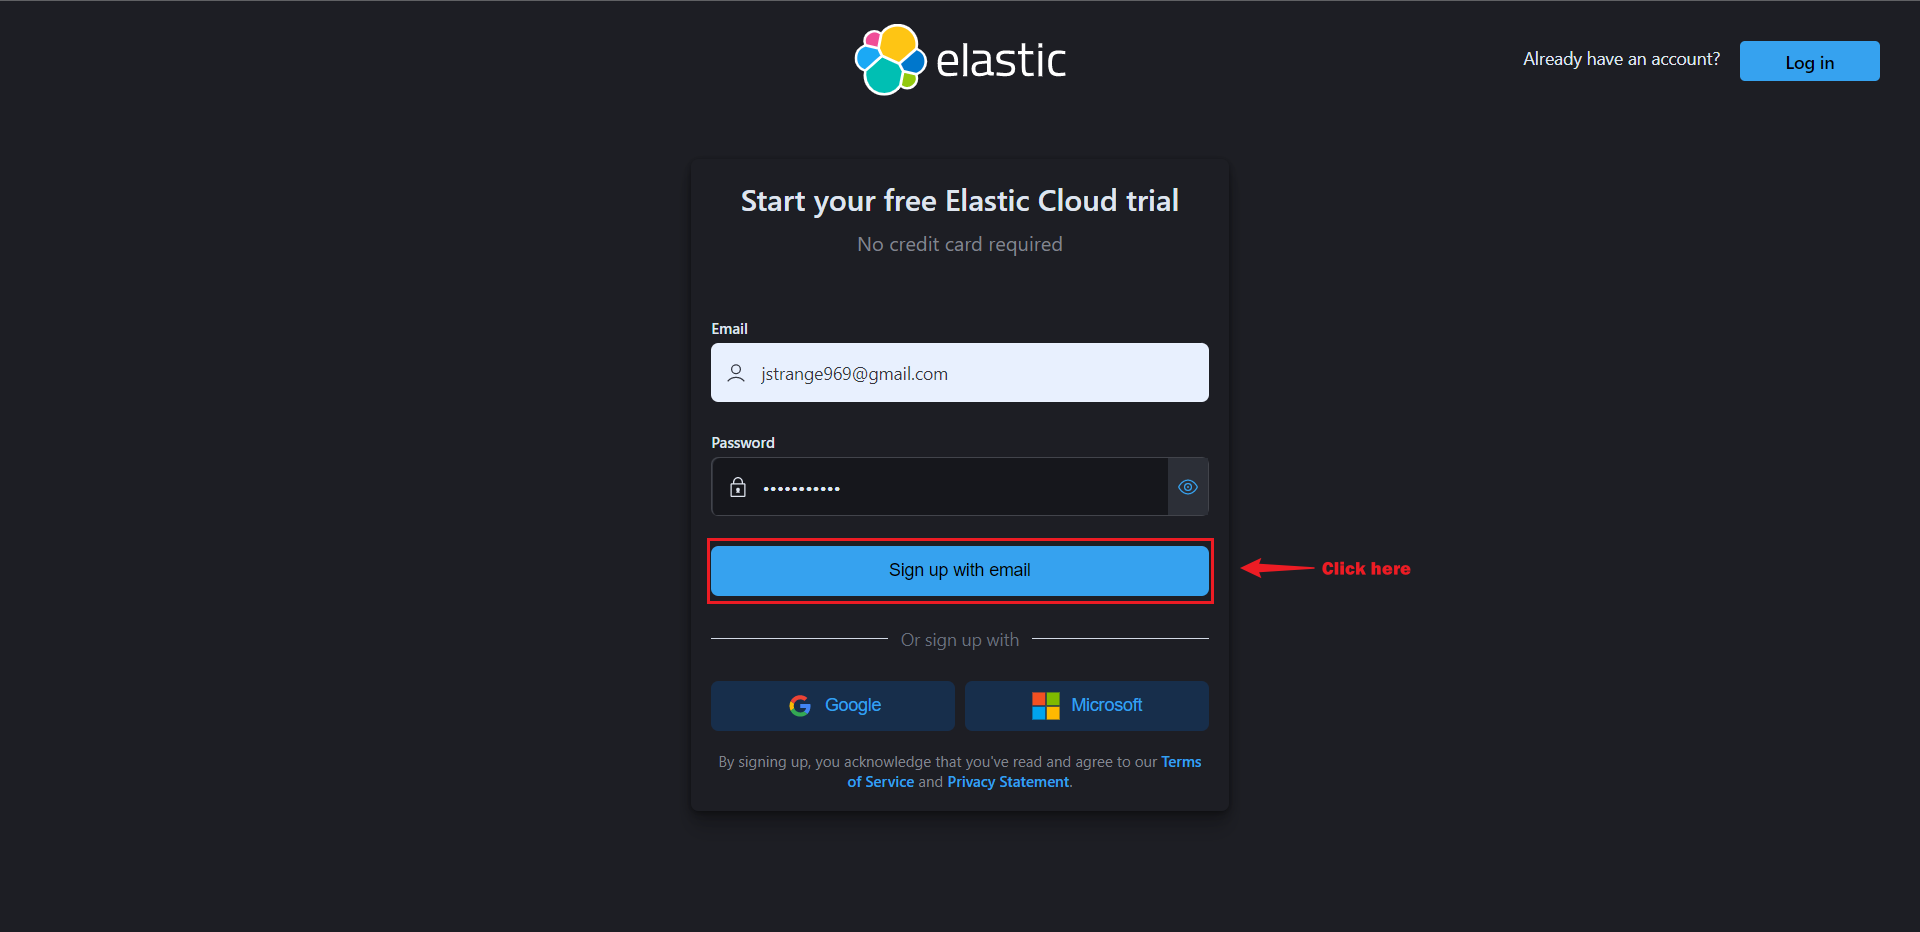 elastic
Already have an account?
Log in
Start your free Elastic Cloud trial
No credit card required
Email
jstrange969@gmail.com
Password
•••••••••••
Sign up with email
Click here
Or sign up with
Google
Microsoft
By signing up, you acknowledge that you've read and agree to our Terms
of Service and Privacy Statement.